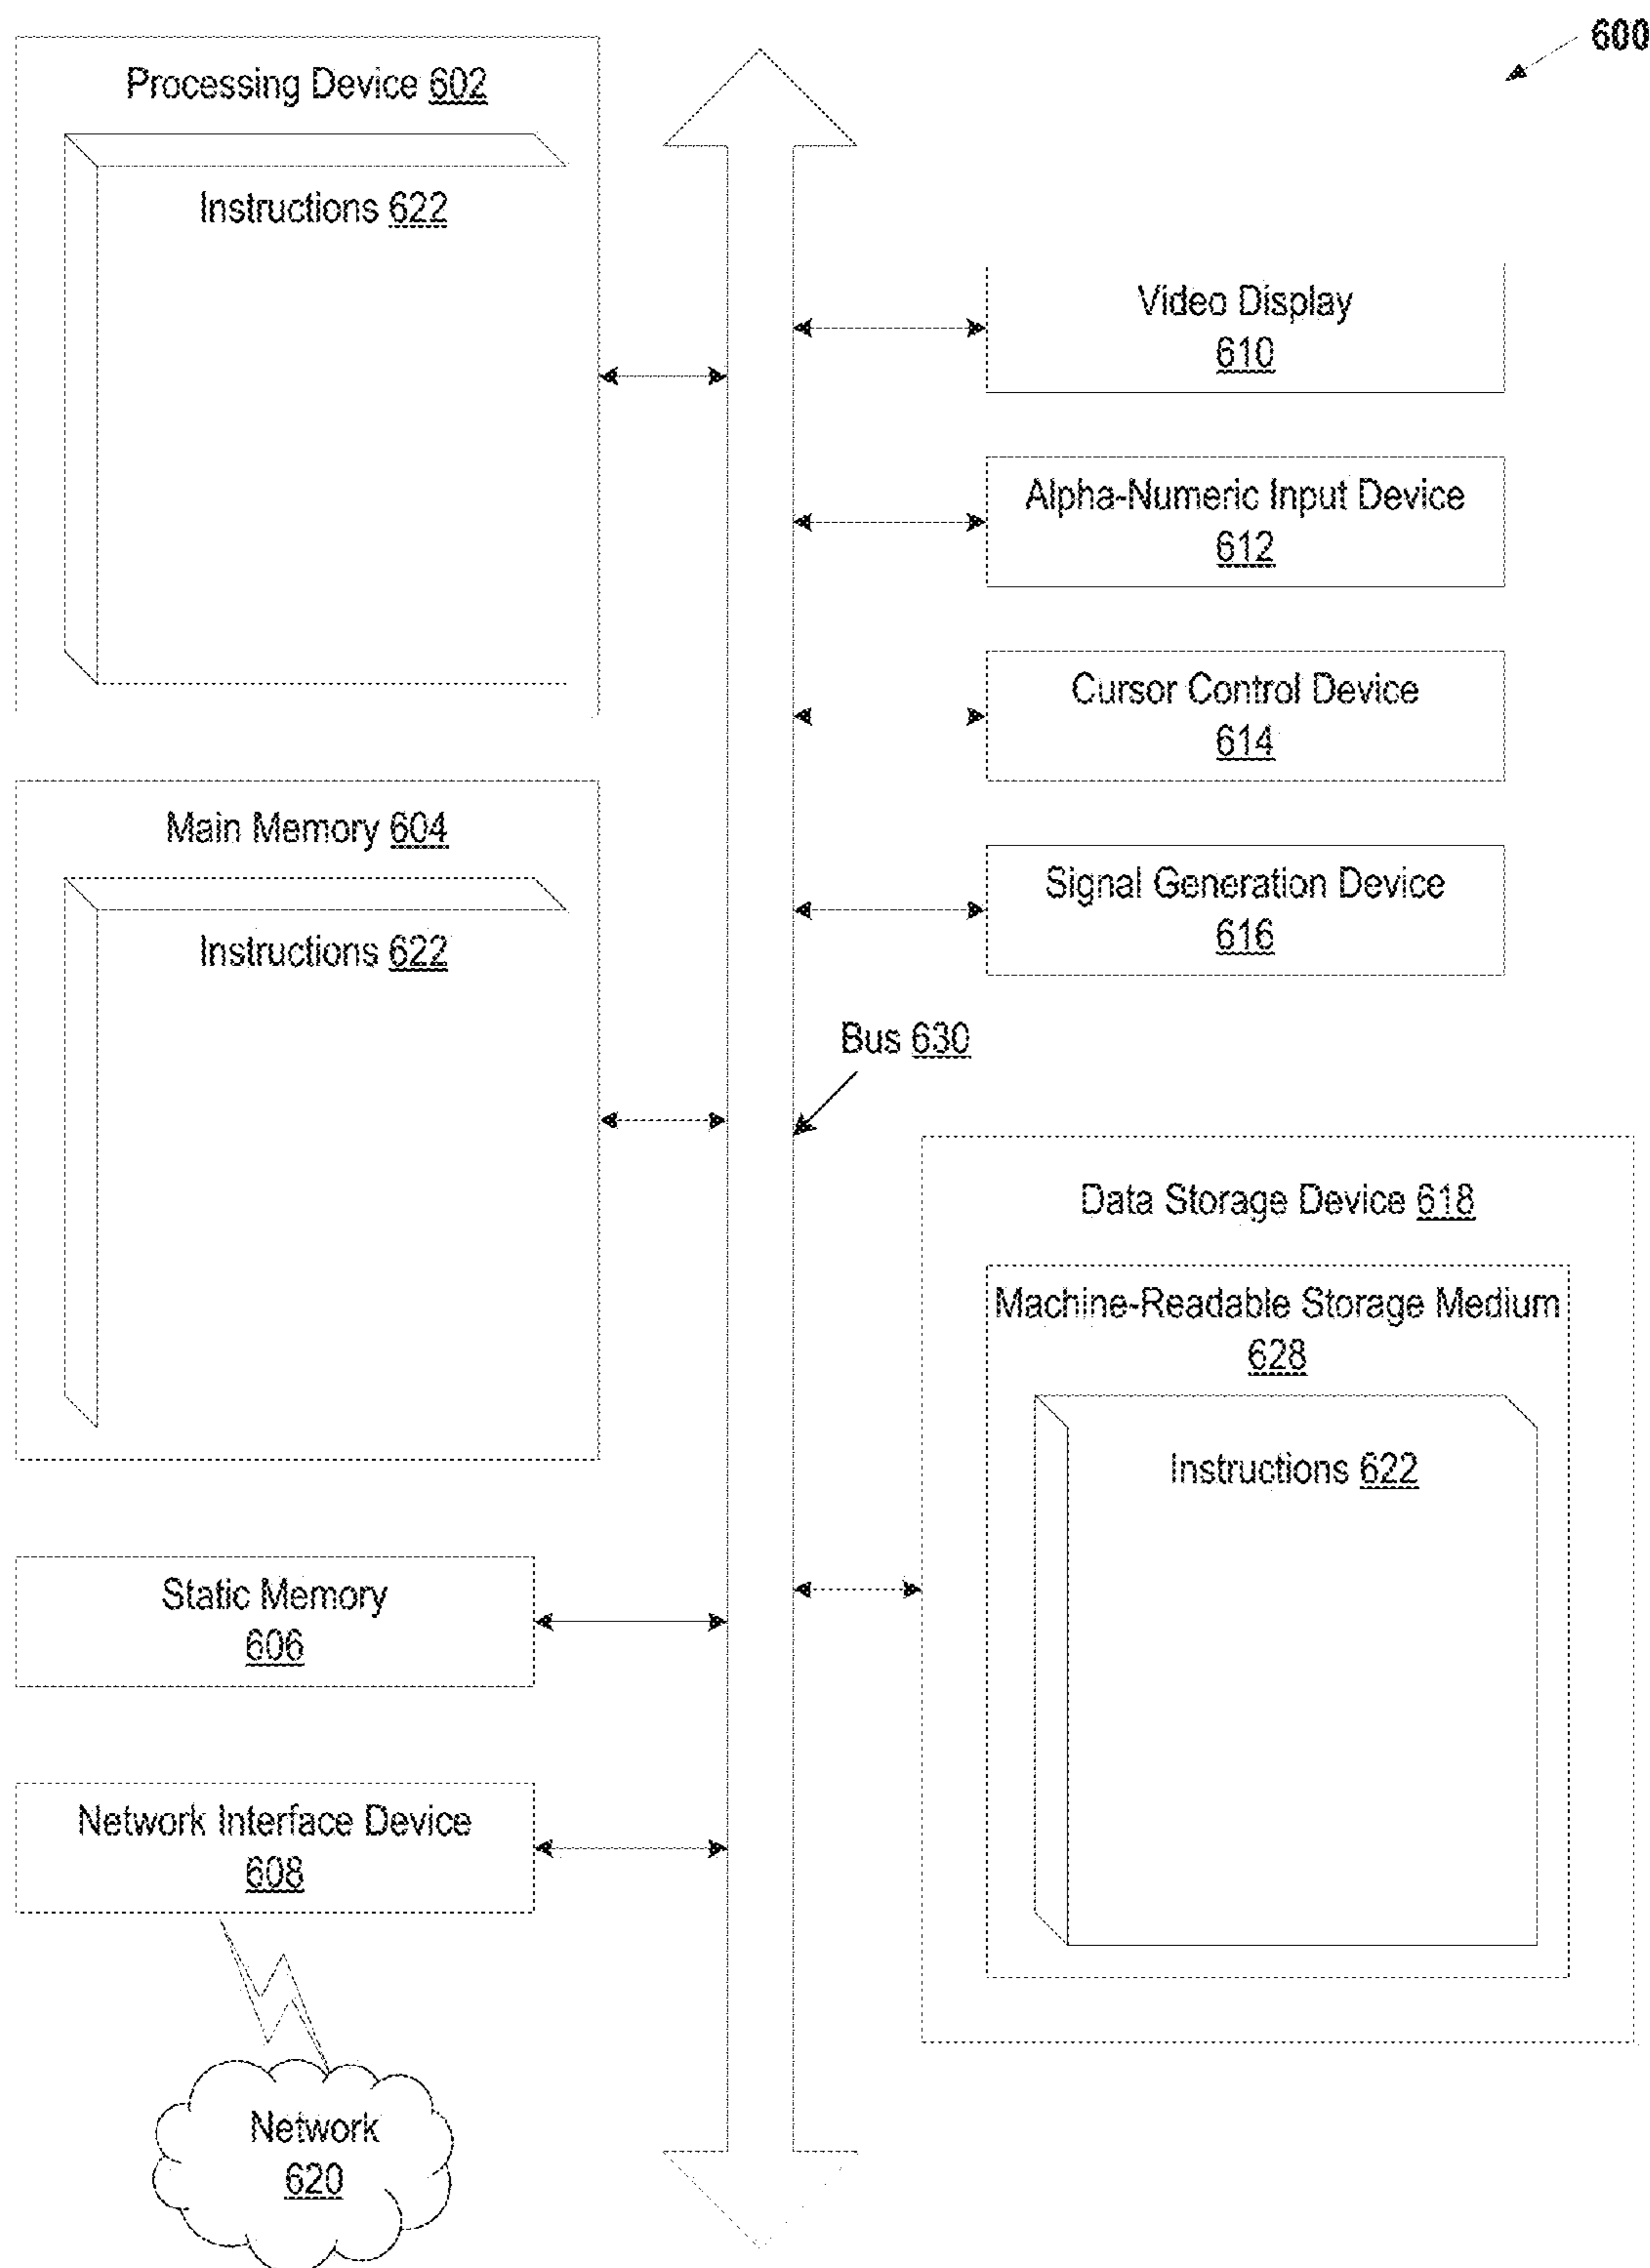 600
Processing Device 602
Instructions 622
Main Memory 604
Instructions 622
Static Memory
606
Network Interface Device
608
Network
620
Video Display
610
Alpha-Numeric Input Device
612
Cursor Control Device
614
Signal Generation Device
616
Bus 630
Data Storage Device 618
Machine-Readable Storage Medium
628
Instructions 622